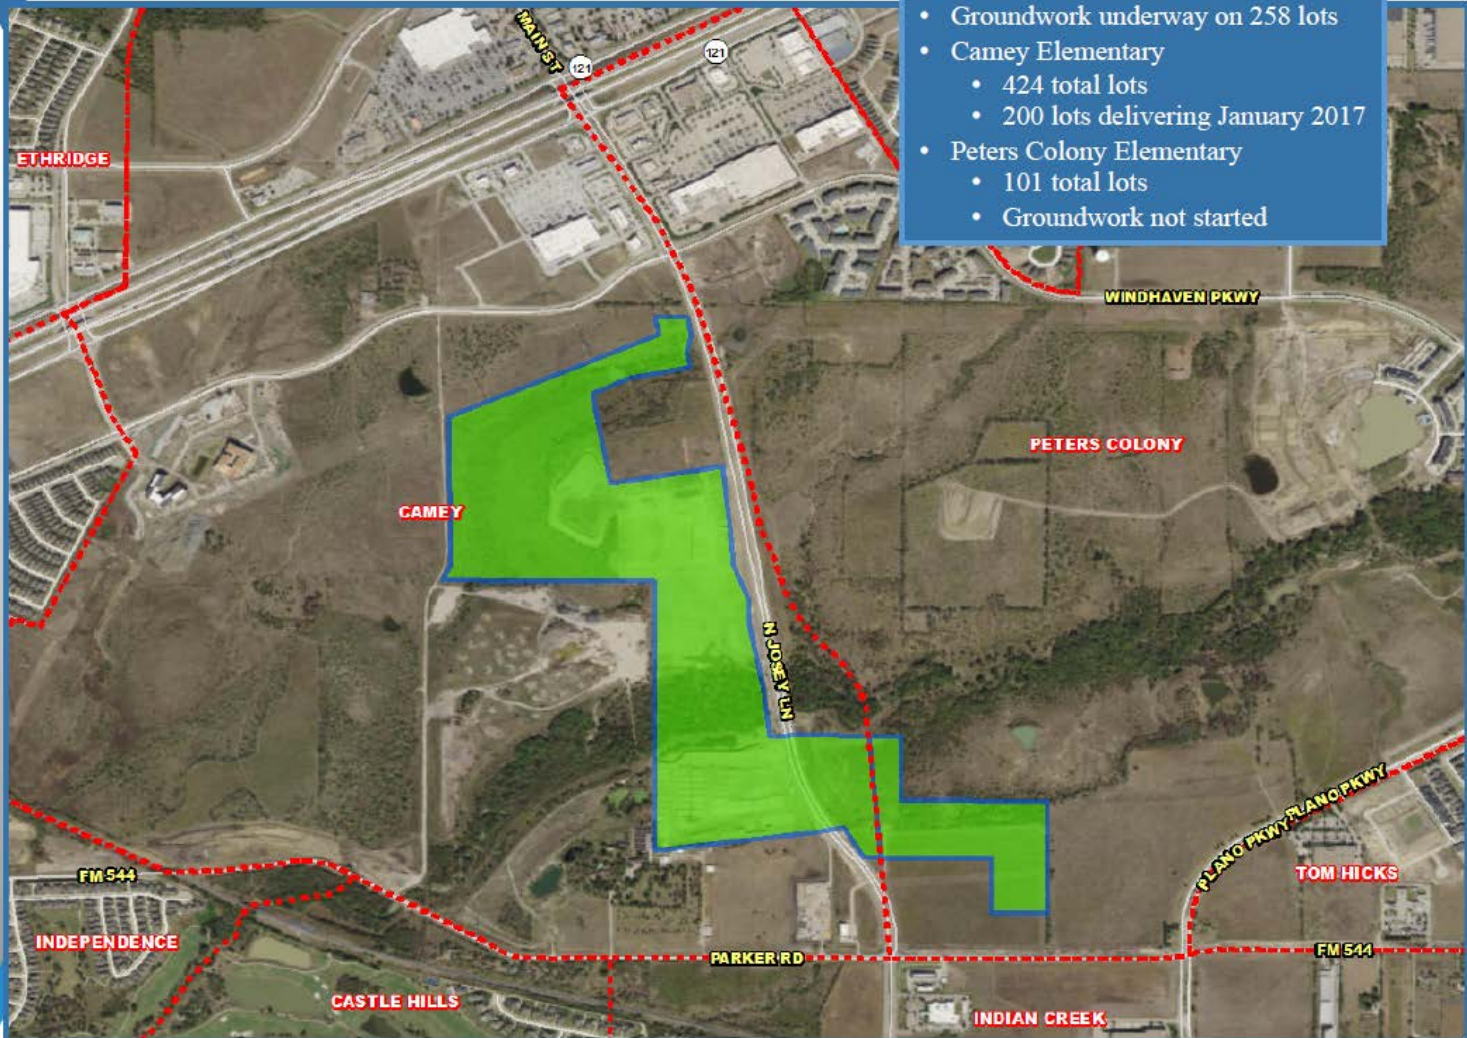 • Groundwork underway on 258 lots
• Camey Elementary
• 424 total lots
• 200 lots delivering January 2017
• Peters Colony Elementary
• 101 total lots
• Groundwork not started
MAIN ST
121
121
ETHRIDGE
WINDHAVEN PKWY
PETERS COLONY
CAMEY
N JOSEY LN
PLANO PKWY
PLANO PKWY
TOM HICKS
FM 544
INDEPENDENCE
PARKER RD
FM 544
CASTLE HILLS
INDIAN CREEK